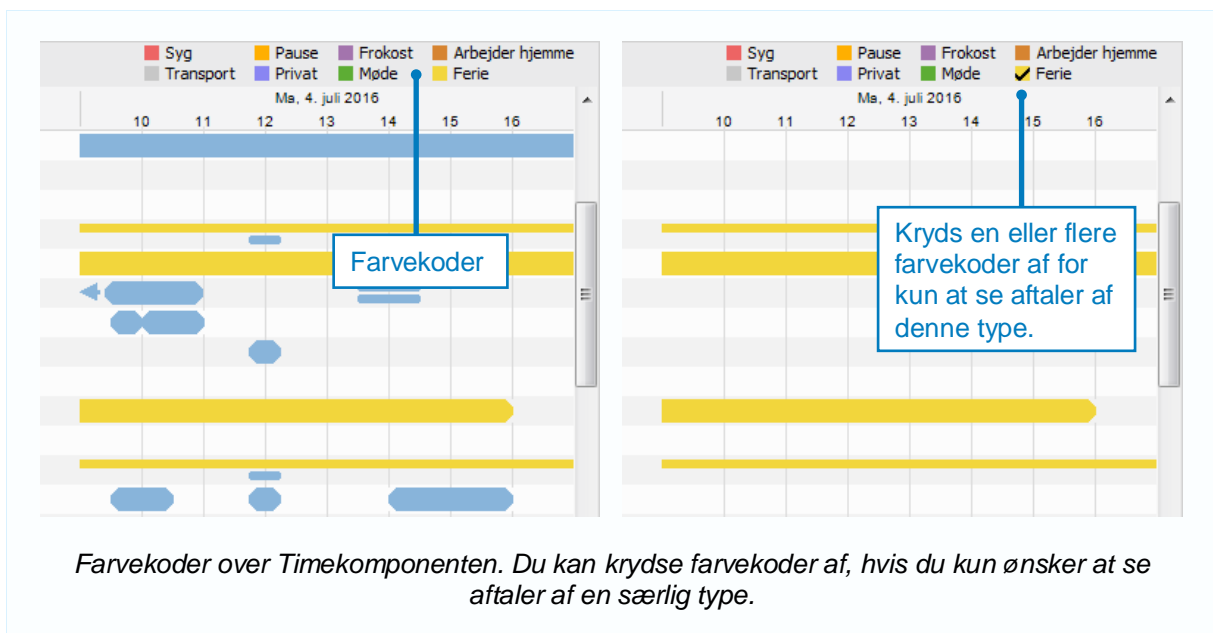 Syg Pause Frokost Arbejder hjemme
Transport Privat Møde Ferie
Ma, 4. juli 2016
10 11 12 13 14 15 16
Farvekoder
Syg Pause Frokost Arbejder hjemme
Transport Privat Møde Ferie
Ma, 4. juli 2016
10 11 12 13 14 15 16
Kryds en eller flere
farvekoder af for
kun at se aftaler af
denne type.
Farvekoder over Timekomponenten. Du kan krydse farvekoder af, hvis du kun ønsker at se
aftaler af en særlig type.